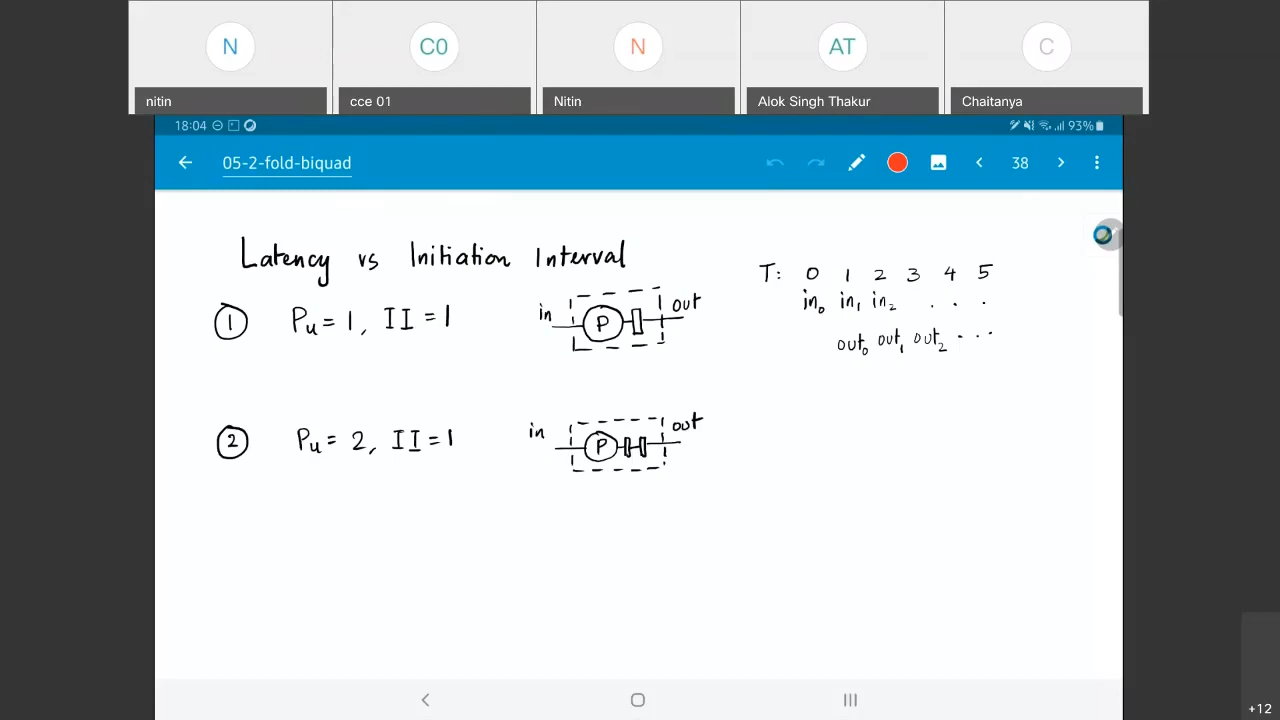 N C0 N AT C
nitin cce 01 Nitin Alok Singh Thakur Chaitanya
18:04 93%
05-2-fold-biquad 38
Latency vs Initiation Interval
T: 0 1 2 3 4 5
in0 in1 in2 . . .
out0 out1 out2 . . .
1 Pu = 1, II = 1 in P out
2 Pu = 2, II = 1 in P out
+12